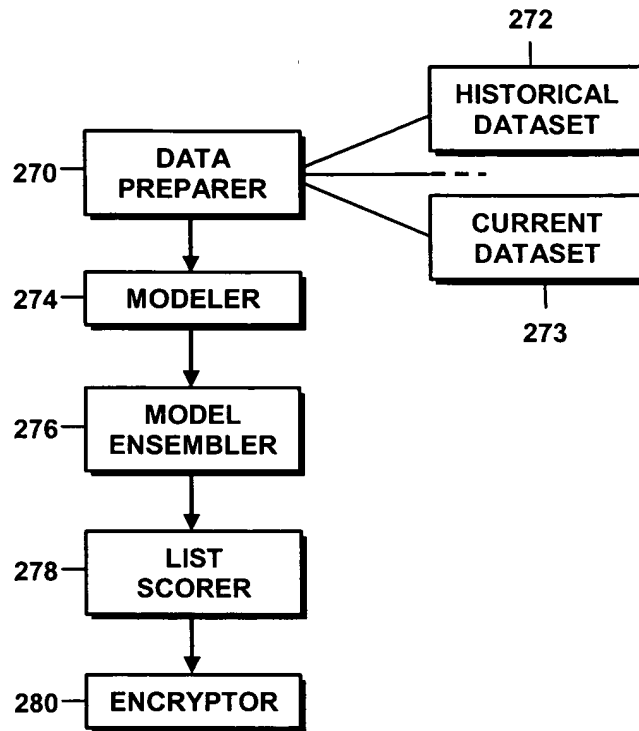 272
HISTORICAL
DATASET
270
DATA
PREPARER
CURRENT
DATASET
273
274
MODELER
276
MODEL
ENSEMBLER
278
LIST
SCORER
280
ENCRYPTOR